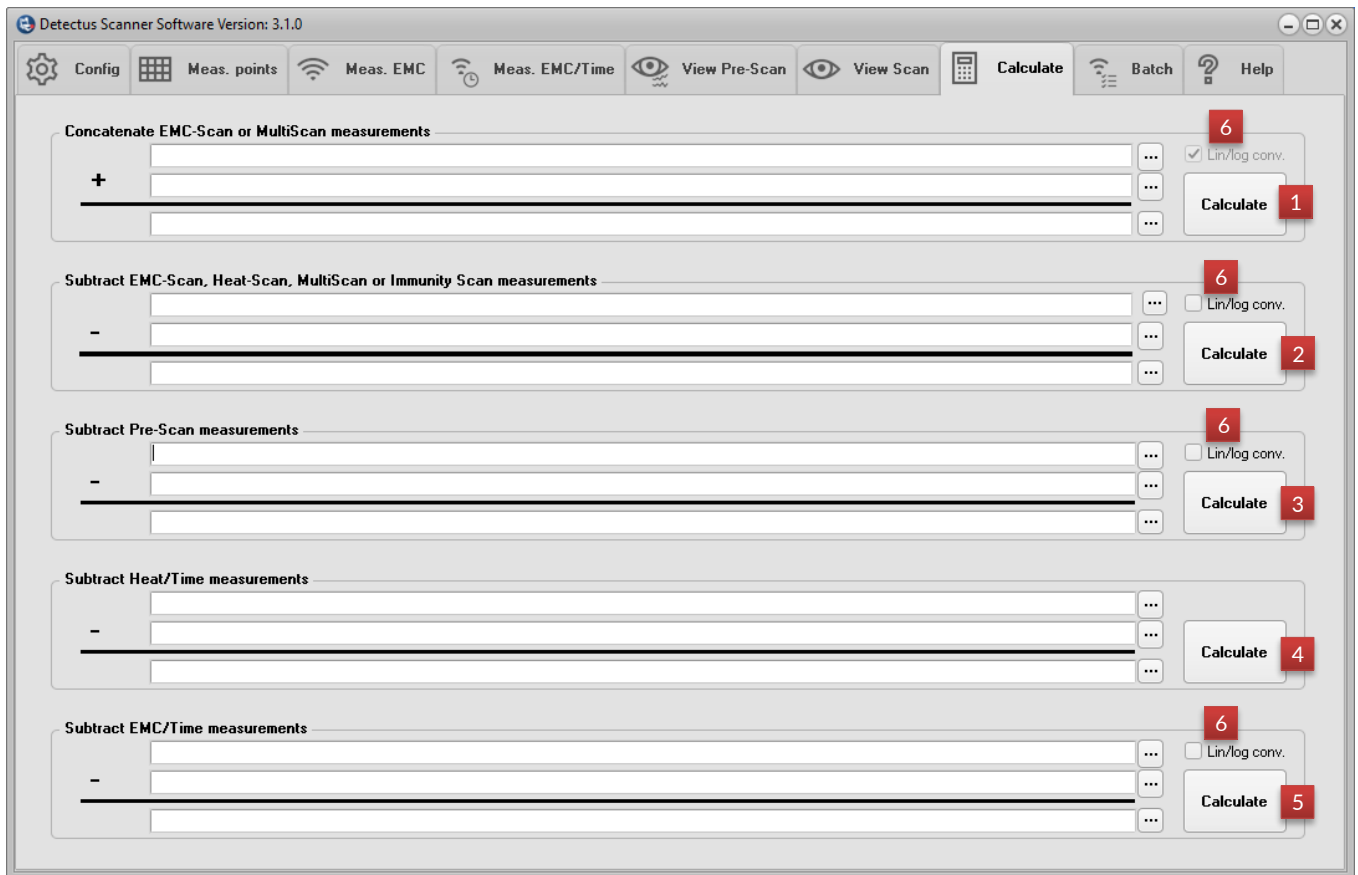 Detectus Scanner Software Version: 3.1.0
Config Meas. points Meas. EMC Meas. EMC/Time View Pre-Scan View Scan Calculate Batch Help
Concatenate EMC-Scan or MultiScan measurements
6
... Lin/log conv.
+ ...
Calculate 1
...
Subtract EMC-Scan, Heat-Scan, MultiScan or Immunity Scan measurements
6
... Lin/log conv.
- ...
Calculate 2
...
Subtract Pre-Scan measurements
6
... Lin/log conv.
- ...
Calculate 3
...
Subtract Heat/Time measurements
...
- ...
Calculate 4
...
Subtract EMC/Time measurements
6
... Lin/log conv.
- ...
Calculate 5
...